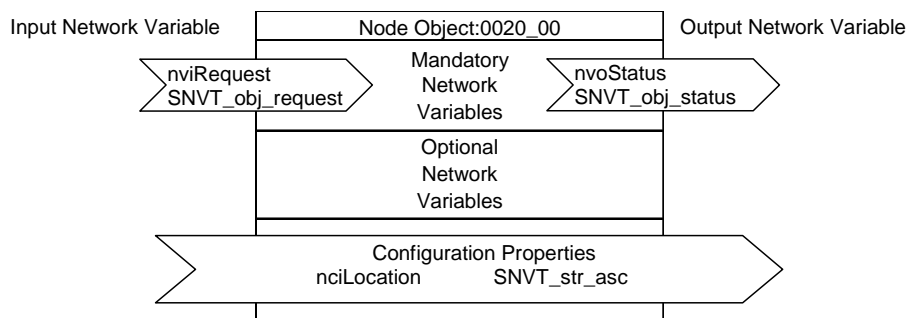 Input Network Variable
Node Object:0020_00
Output Network Variable
nviRequest
SNVT_obj_request
Mandatory
Network
Variables
nvoStatus
SNVT_obj_status
Optional
Network
Variables
Configuration Properties
nciLocation SNVT_str_asc